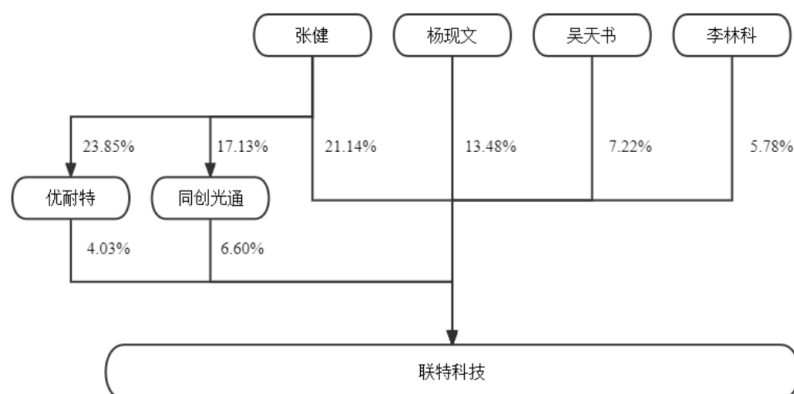 张健
杨现文
吴天书
李林科
23.85%
17.13%
21.14%
13.48%
7.22%
5.78%
优耐特
同创光通
4.03%
6.60%
联特科技